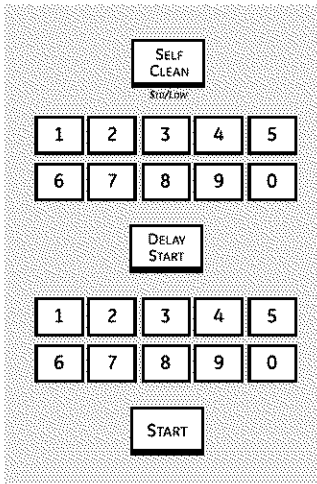 SELF
CLEAN
STD/LOW
1 2 3 4 5
6 7 8 9 0
DELAY
START
1 2 3 4 5
6 7 8 9 0
START